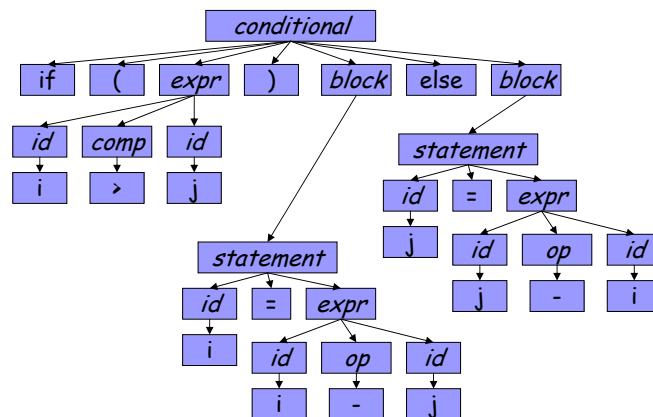 conditional
if ( expr ) block else block
id comp id
i > j
statement
id = expr
j
id op id
j - i
statement
id = expr
i
id op id
i - j